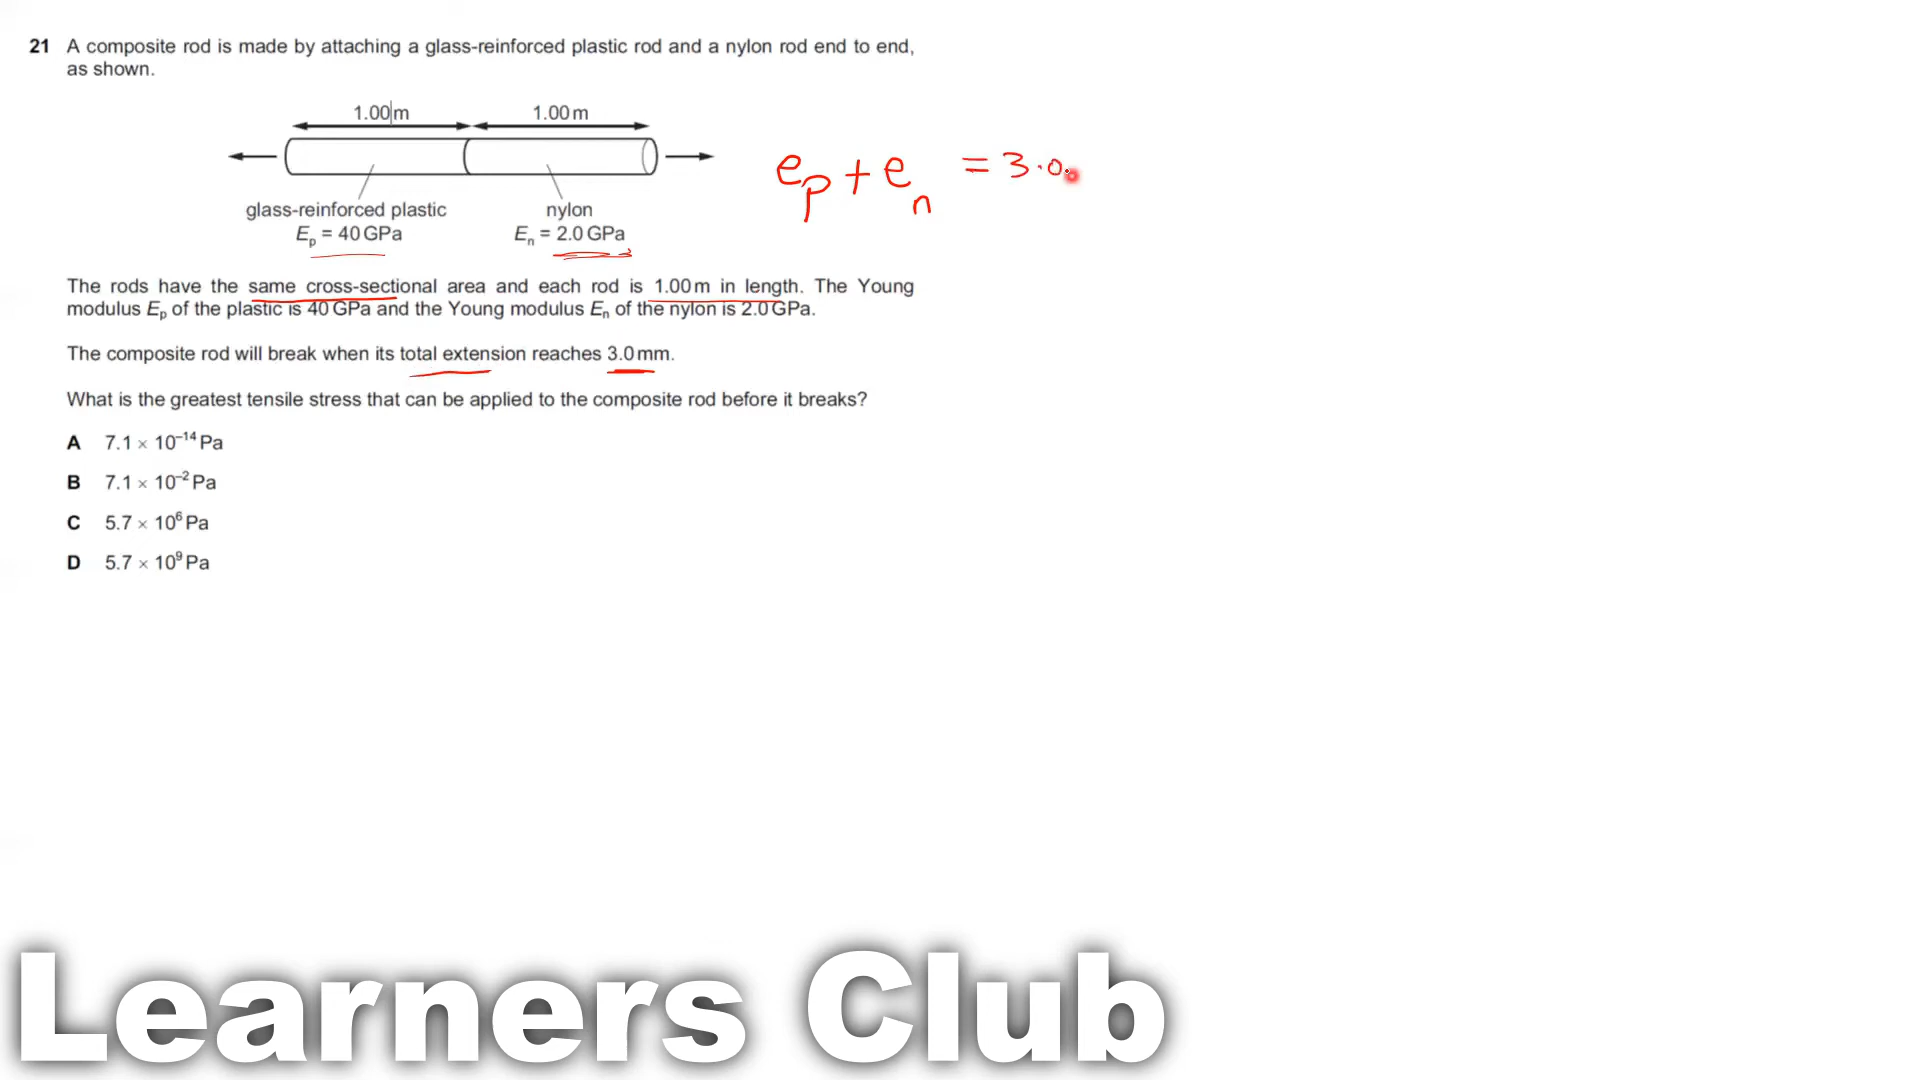 21 A composite rod is made by attaching a glass-reinforced plastic rod and a nylon rod end to end,
as shown.
1.00 m 1.00 m
glass-reinforced plastic nylon
Eₚ = 40 GPa Eₙ = 2.0 GPa
eₚ + eₙ = 3.0
The rods have the same cross-sectional area and each rod is 1.00 m in length. The Young
modulus Eₚ of the plastic is 40 GPa and the Young modulus Eₙ of the nylon is 2.0 GPa.
The composite rod will break when its total extension reaches 3.0 mm.
What is the greatest tensile stress that can be applied to the composite rod before it breaks?
A 7.1 × 10⁻¹⁴ Pa
B 7.1 × 10⁻² Pa
C 5.7 × 10⁶ Pa
D 5.7 × 10⁹ Pa
Learners Club